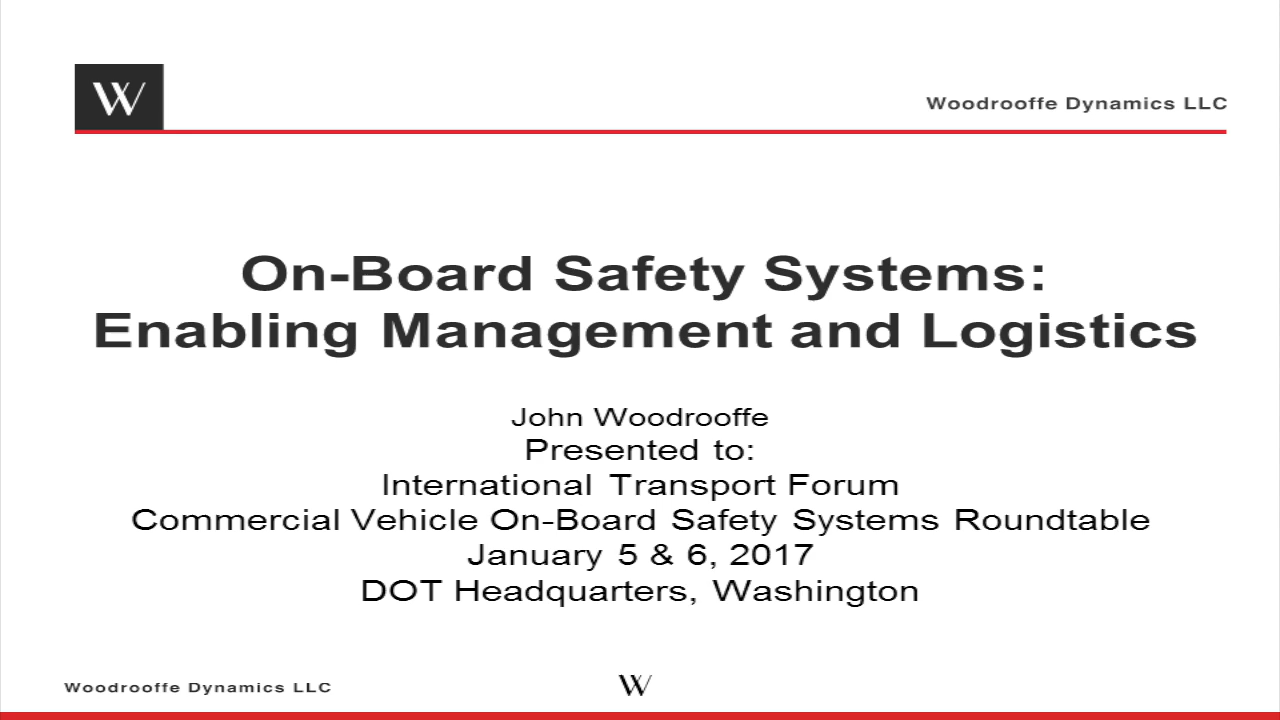 W
Woodrooffe Dynamics LLC
On-Board Safety Systems:
Enabling Management and Logistics
John Woodrooffe
Presented to:
International Transport Forum
Commercial Vehicle On-Board Safety Systems Roundtable
January 5 & 6, 2017
DOT Headquarters, Washington
Woodrooffe Dynamics LLC
W